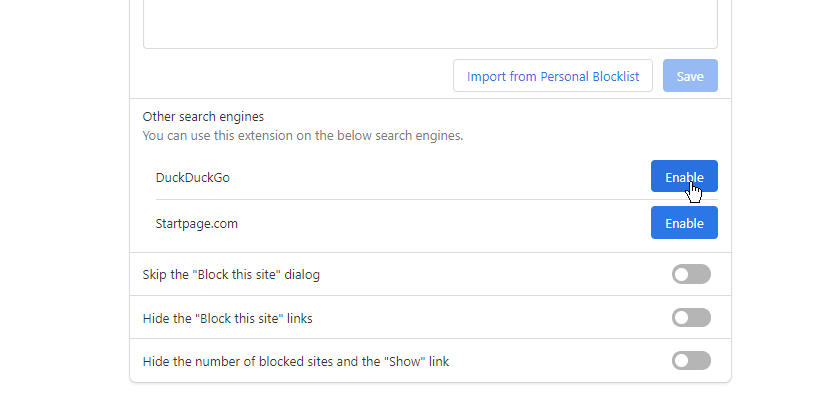 Import from Personal Blocklist
Save
Other search engines
You can use this extension on the below search engines.
DuckDuckGo
Enable
Startpage.com
Enable
Skip the "Block this site" dialog
Hide the "Block this site" links
Hide the number of blocked sites and the "Show" link